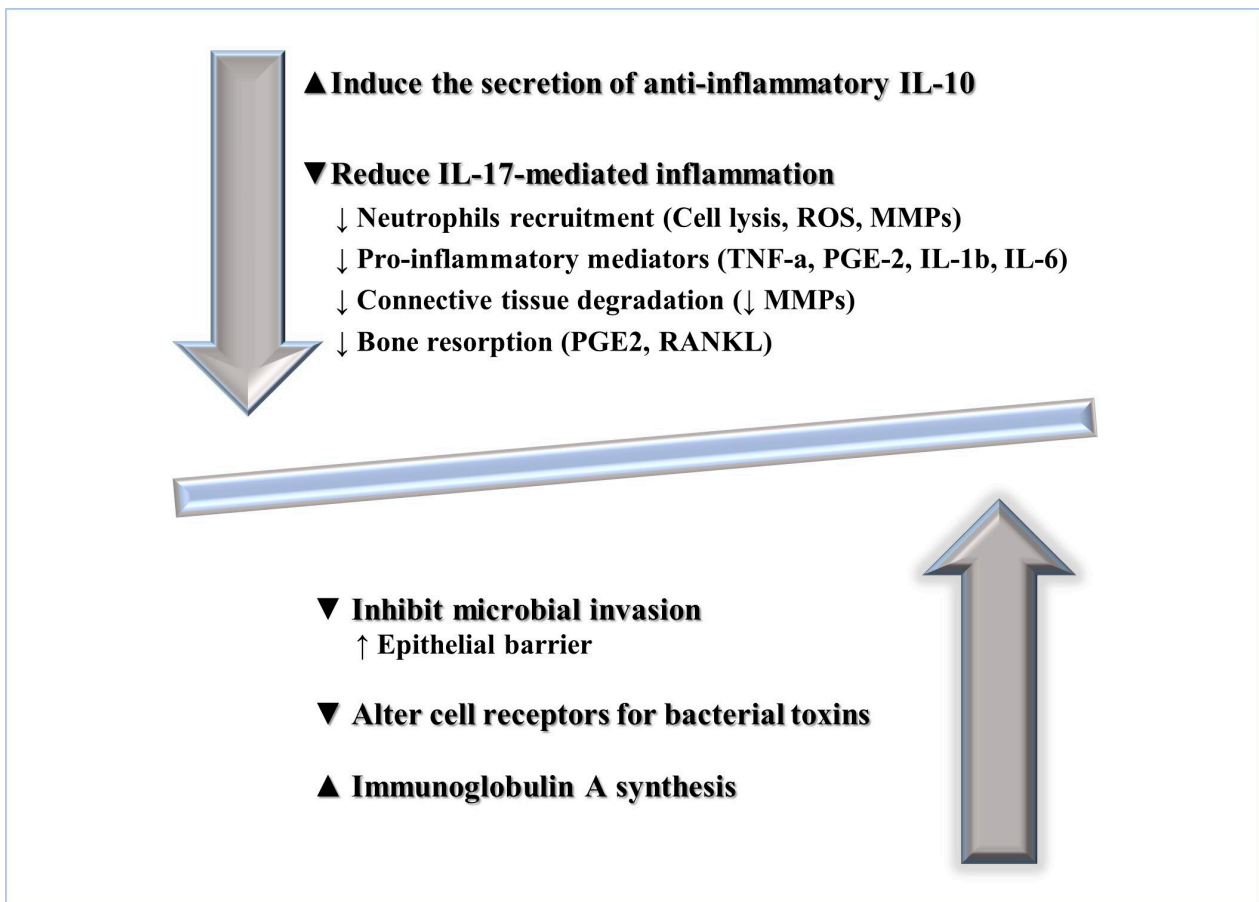 ▲Induce the secretion of anti-inflammatory IL-10
▼Reduce IL-17-mediated inflammation
↓ Neutrophils recruitment (Cell lysis, ROS, MMPs)
↓ Pro-inflammatory mediators (TNF-a, PGE-2, IL-1b, IL-6)
↓ Connective tissue degradation (↓ MMPs)
↓ Bone resorption (PGE2, RANKL)
▼ Inhibit microbial invasion
↑ Epithelial barrier
▼ Alter cell receptors for bacterial toxins
▲ Immunoglobulin A synthesis